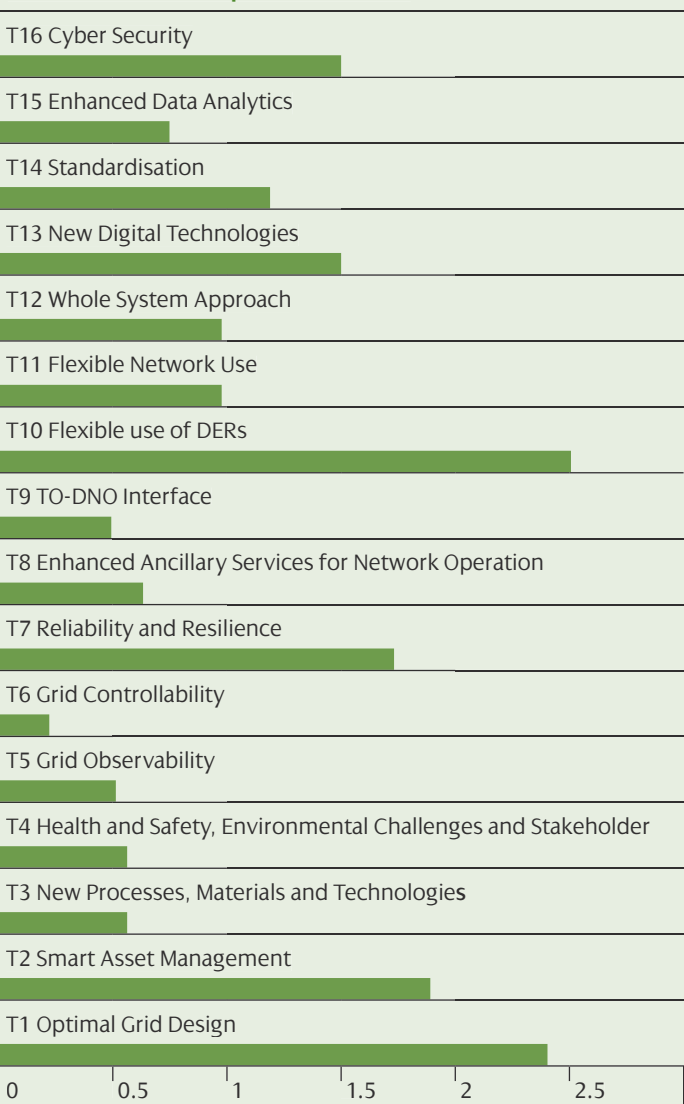 T16 Cyber Security
T15 Enhanced Data Analytics
T14 Standardisation
T13 New Digital Technologies
T12 Whole System Approach
T11 Flexible Network Use
T10 Flexible use of DERs
T9 TO-DNO Interface
T8 Enhanced Ancillary Services for Network Operation
T7 Reliability and Resilience
T6 Grid Controllability
T5 Grid Observability
T4 Health and Safety, Environmental Challenges and Stakeholder
T3 New Processes, Materials and Technologies
T2 Smart Asset Management
T1 Optimal Grid Design
0 0.5 1 1.5 2 2.5